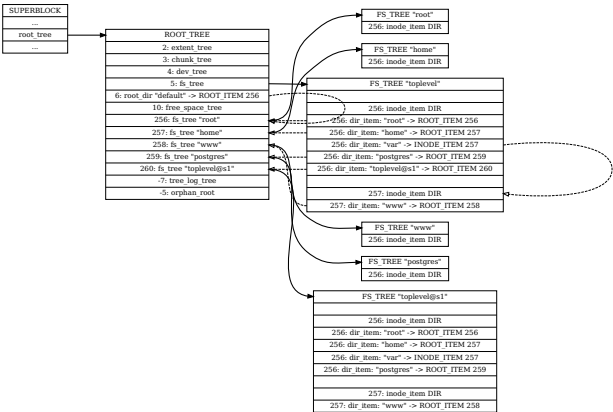 SUPERBLOCK
...
root_tree
...
ROOT_TREE
2: extent_tree
3: chunk_tree
4: dev_tree
5: fs_tree
6: root_dir "default" -> ROOT_ITEM 256
10: free_space_tree
256: fs_tree "root"
257: fs_tree "home"
258: fs_tree "www"
259: fs_tree "postgres"
260: fs_tree "toplevel@s1"
-7: tree_log_tree
-5: orphan_root
FS_TREE "root"
256: inode_item DIR
FS_TREE "home"
256: inode_item DIR
FS_TREE "toplevel"
256: inode_item DIR
256: dir_item: "root" -> ROOT_ITEM 256
256: dir_item: "home" -> ROOT_ITEM 257
256: dir_item: "var" -> INODE_ITEM 257
256: dir_item: "postgres" -> ROOT_ITEM 259
256: dir_item: "toplevel@s1" -> ROOT_ITEM 260
257: inode_item DIR
257: dir_item: "www" -> ROOT_ITEM 258
FS_TREE "www"
256: inode_item DIR
FS_TREE "postgres"
256: inode_item DIR
FS_TREE "toplevel@s1"
256: inode_item DIR
256: dir_item: "root" -> ROOT_ITEM 256
256: dir_item: "home" -> ROOT_ITEM 257
256: dir_item: "var" -> INODE_ITEM 257
256: dir_item: "postgres" -> ROOT_ITEM 259
257: inode_item DIR
257: dir_item: "www" -> ROOT_ITEM 258